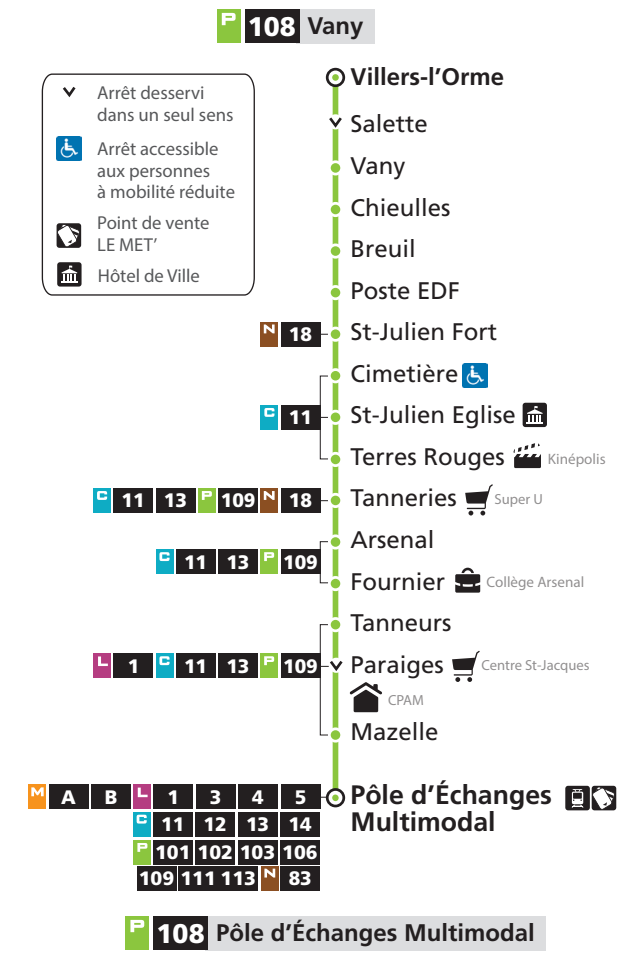 P 108 Vany
Arrêt desservi
dans un seul sens
Arrêt accessible
aux personnes
à mobilité réduite
Point de vente
LE MET'
Hôtel de Ville
Villers-l'Orme
Salette
Vany
Chieulles
Breuil
Poste EDF
N 18 St-Julien Fort
Cimetière
C 11 St-Julien Eglise
Terres Rouges Kinépolis
C 11 13 P 109 N 18 Tanneries Super U
Arsenal
C 11 13 P 109
Fournier Collège Arsenal
Tanneurs
L 1 C 11 13 P 109 Paraiges Centre St-Jacques
CPAM
Mazelle
M A B L 1 3 4 5 Pôle d'Échanges
C 11 12 13 14 Multimodal
P 101 102 103 106
109 111 113 N 83
P 108 Pôle d'Échanges Multimodal